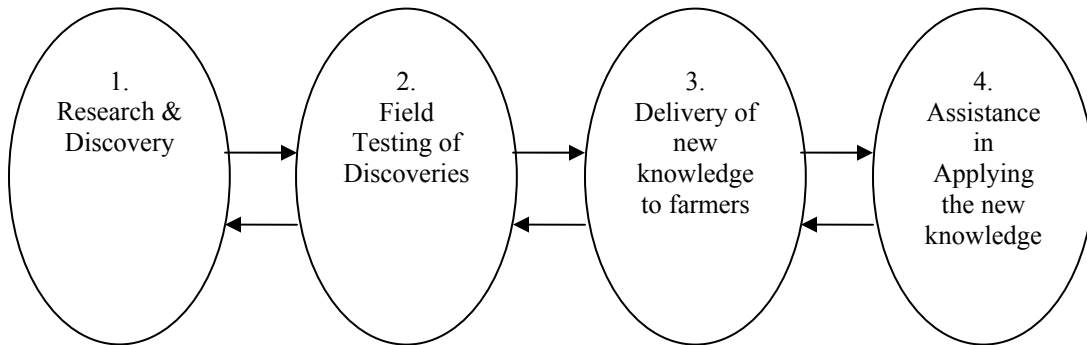 1.
Research &
Discovery
2.
Field
Testing of
Discoveries
3.
Delivery of
new
knowledge
to farmers
4.
Assistance
in
Applying
the new
knowledge